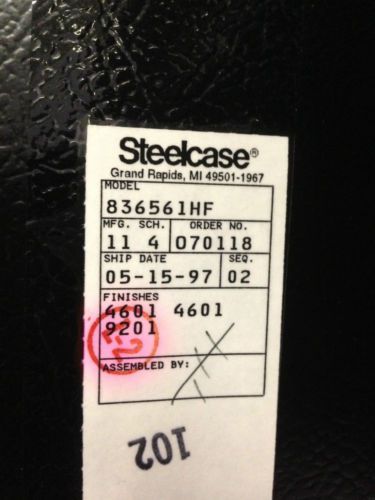 Steelcase®
Grand Rapids, MI 49501-1967
MODEL
836561HF
MFG. SCH. ORDER NO.
11 4 070118
SHIP DATE SEQ.
05-15-97 02
FINISHES
4601 4601
9201
ASSEMBLED BY:
102